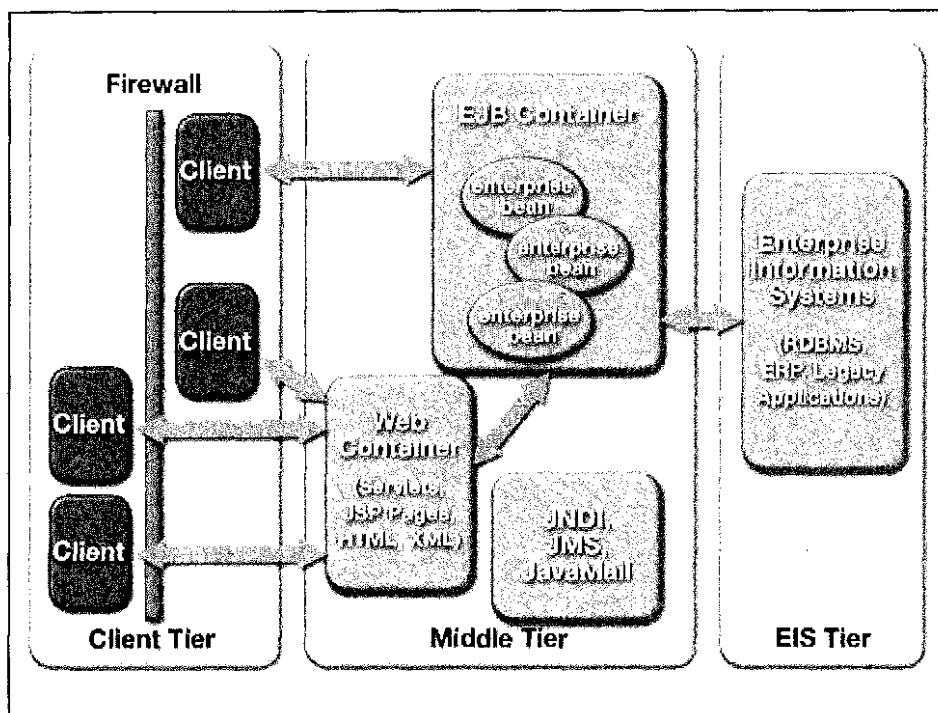 Firewall
Client
Client
Client
Client
Client Tier
EJB Container
enterprise
bean
enterprise
bean
enterprise
bean
Web
Container
(Servlets,
JSP Pages,
HTML, XML)
JNDI,
JMS,
JavaMail
Middle Tier
Enterprise
Information
Systems
(RDBMS,
ERP, Legacy
Applications)
EIS Tier